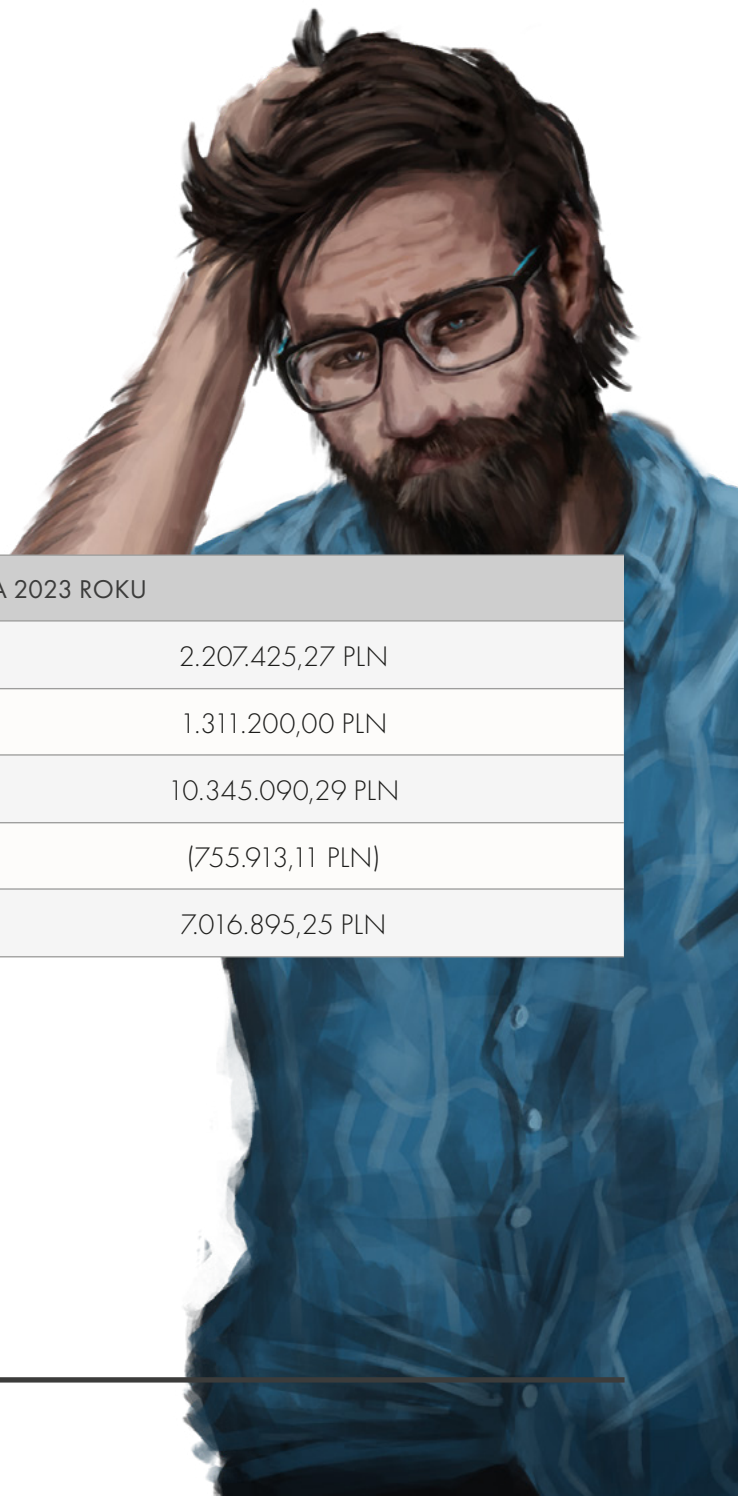 A 2023 ROKU
2.207.425,27 PLN
1.311.200,00 PLN
10.345.090,29 PLN
(755.913,11 PLN)
7.016.895,25 PLN